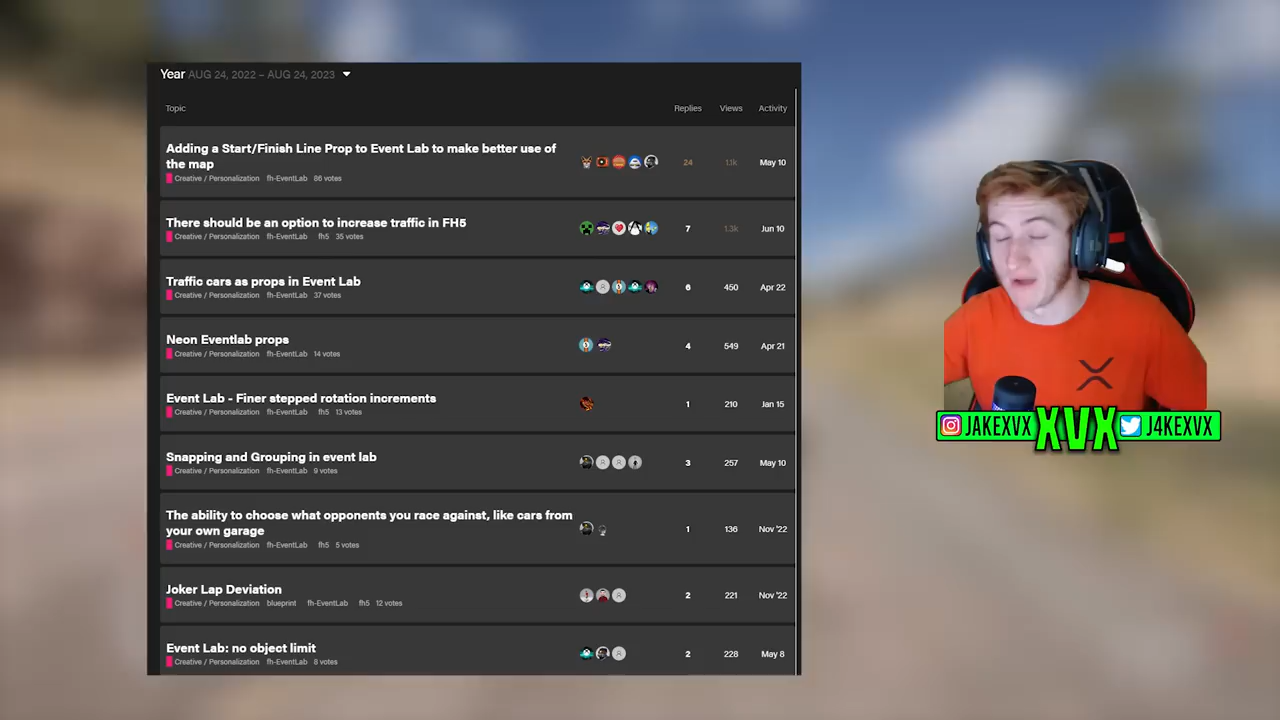 Year AUG 24, 2022 – AUG 24, 2023
Topic Replies Views Activity
Adding a Start/Finish Line Prop to Event Lab to make better use of
the map
24 1.1k May 10
Creative / Personalization fh-EventLab 86 votes
There should be an option to increase traffic in FH5
7 1.3k Jun 10
Creative / Personalization fh-EventLab fh5 35 votes
Traffic cars as props in Event Lab
6 450 Apr 22
Creative / Personalization fh-EventLab 37 votes
Neon Eventlab props
4 549 Apr 21
Creative / Personalization fh-EventLab 14 votes
Event Lab - Finer stepped rotation increments
1 210 Jan 15
Creative / Personalization fh-EventLab fh5 13 votes
Snapping and Grouping in event lab
3 257 May 10
Creative / Personalization fh-EventLab 9 votes
The ability to choose what opponents you race against, like cars from
your own garage
1 136 Nov '22
Creative / Personalization fh-EventLab fh5 5 votes
Joker Lap Deviation
2 221 Nov '22
Creative / Personalization blueprint fh-EventLab fh5 12 votes
Event Lab: no object limit
2 228 May 8
Creative / Personalization fh-EventLab 8 votes
JAKEXVX XVX J4KEXVX